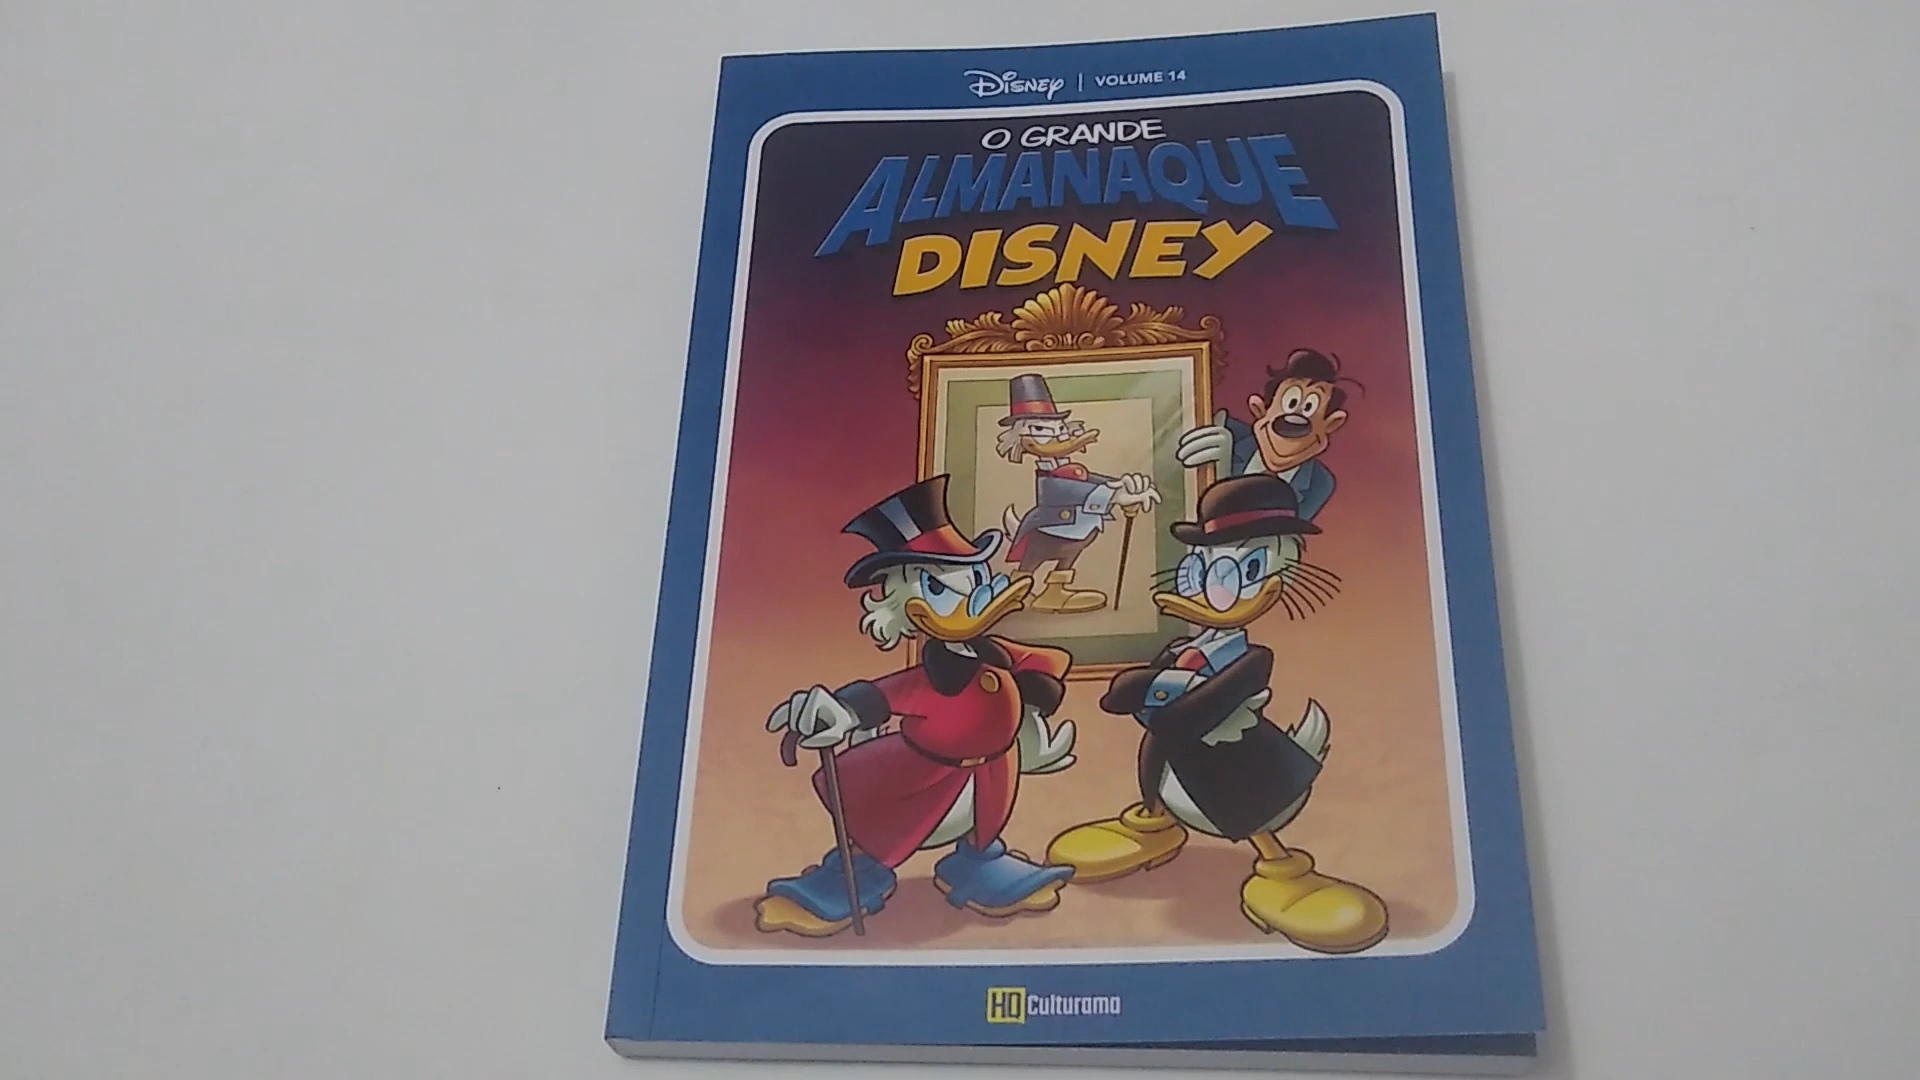 Disney | VOLUME 14
O GRANDE
ALMANAQUE
DISNEY
HQ Culturama